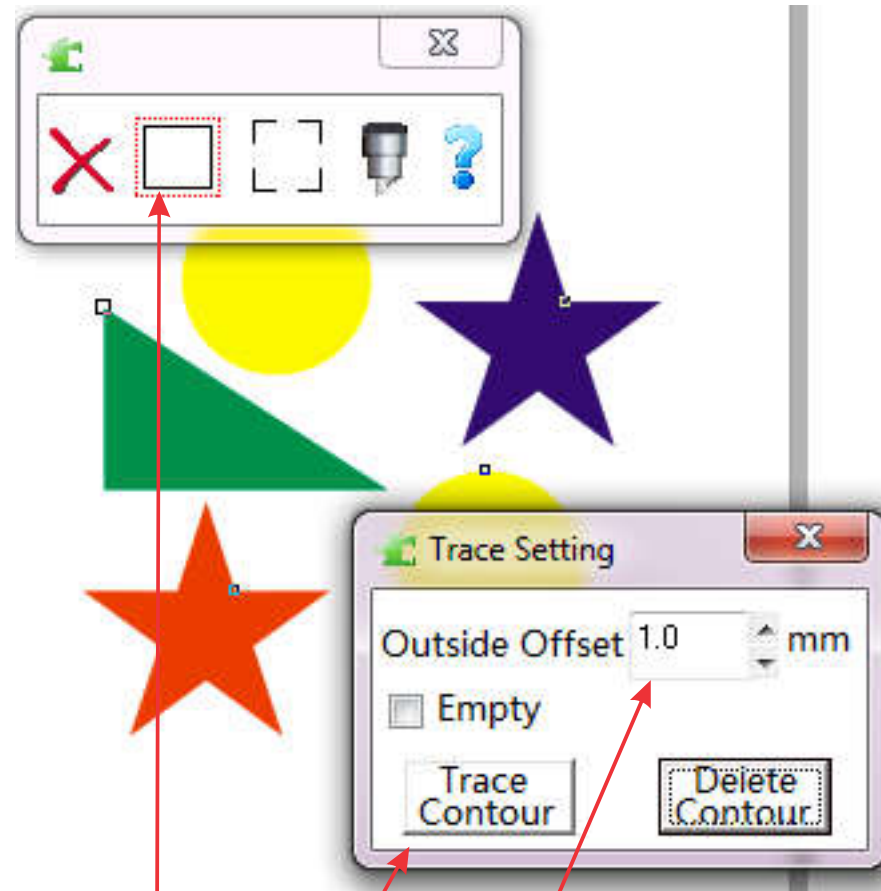 Trace Setting
Outside Offset 1.0 mm
Empty
Trace
Contour
Delete
Contour